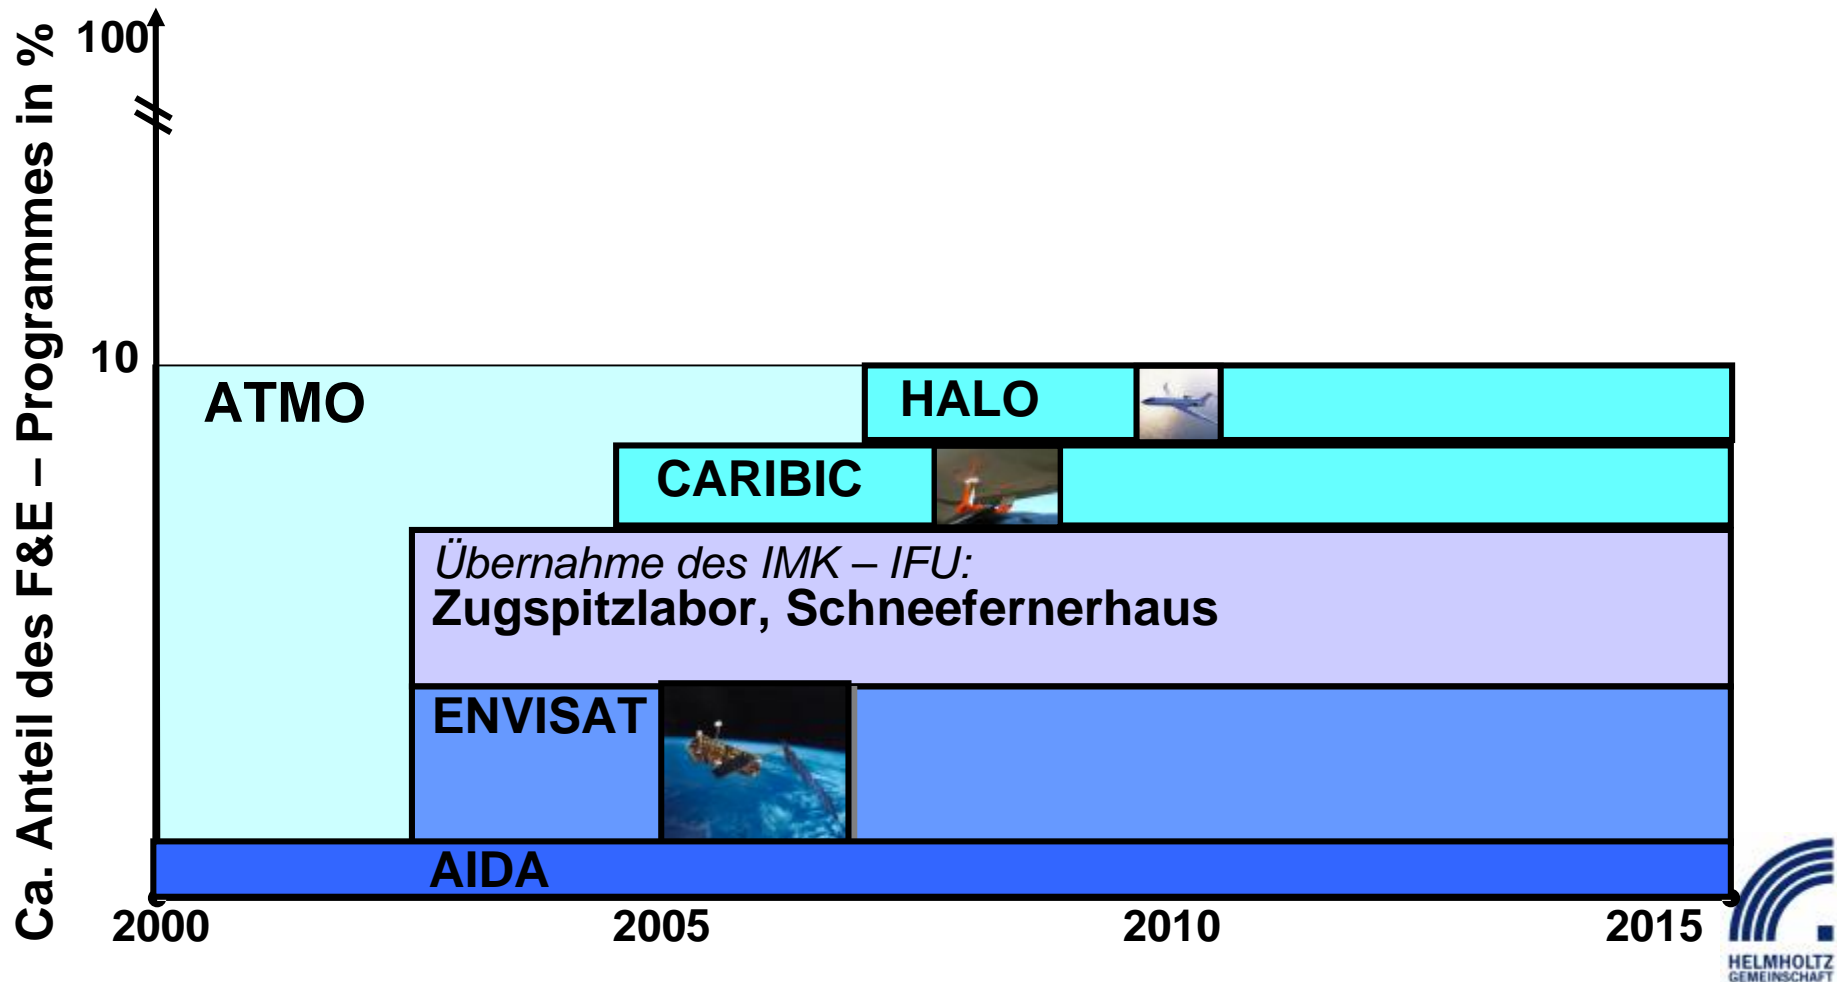 Ca. Anteil des F&E – Programmes in %
100
10
ATMO
HALO
CARIBIC
Übernahme des IMK – IFU:
Zugspitzlabor, Schneefernerhaus
ENVISAT
AIDA
2000 2005 2010 2015
HELMHOLTZ
GEMEINSCHAFT